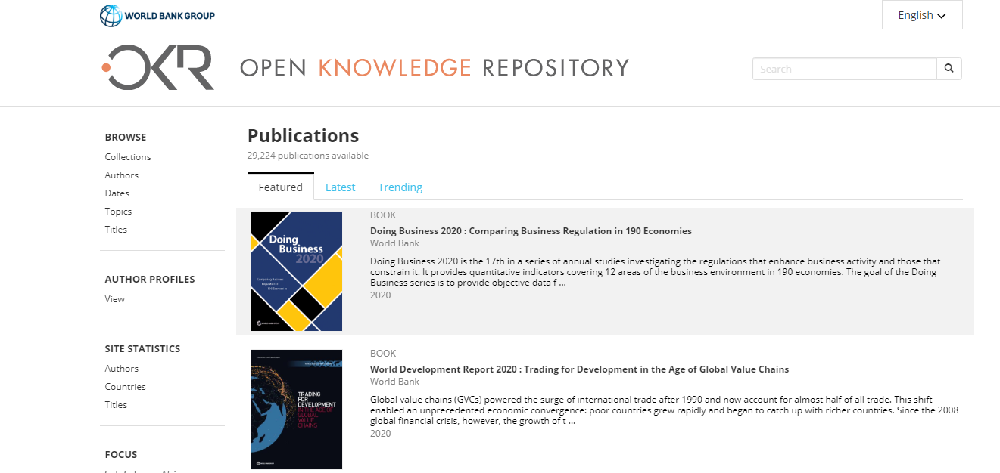 WORLD BANK GROUP
English
OKR
OPEN KNOWLEDGE REPOSITORY
Search
BROWSE
Collections
Authors
Dates
Topics
Titles
AUTHOR PROFILES
View
SITE STATISTICS
Authors
Countries
Titles
FOCUS
Publications
29,224 publications available
Featured
Latest
Trending
Doing
Business
2020
Comparing Business
Regulation in
190 Economies
WORLD BANK GROUP
BOOK
Doing Business 2020 : Comparing Business Regulation in 190 Economies
World Bank
Doing Business 2020 is the 17th in a series of annual studies investigating the regulations that enhance business activity and those that
constrain it. It provides quantitative indicators covering 12 areas of the business environment in 190 economies. The goal of the Doing
Business series is to provide objective data f ...
2020
TRADING
FOR
DEVELOPMENT
IN THE AGE OF
GLOBAL
VALUE
CHAINS
WORLD BANK GROUP
BOOK
World Development Report 2020 : Trading for Development in the Age of Global Value Chains
World Bank
Global value chains (GVCs) powered the surge of international trade after 1990 and now account for almost half of all trade. This shift
enabled an unprecedented economic convergence: poor countries grew rapidly and began to catch up with richer countries. Since the 2008
global financial crisis, however, the growth of t ...
2020